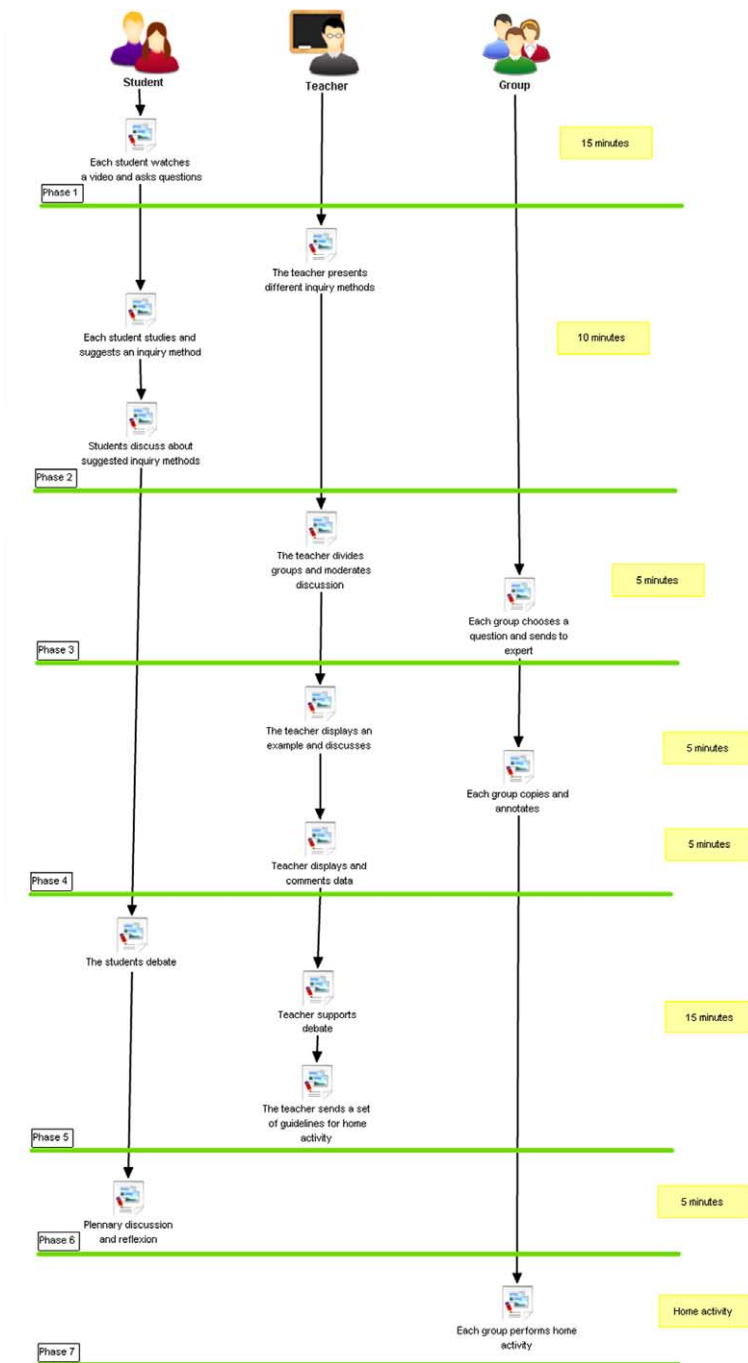 Student
Teacher
Group
Each student watches
a video and asks questions
15 minutes
Phase 1
The teacher presents
different inquiry methods
Each student studies and
suggests an inquiry method
10 minutes
Students discuss about
suggested inquiry methods
Phase 2
The teacher divides
groups and moderates
discussion
5 minutes
Each group chooses a
question and sends to
expert
Phase 3
The teacher displays an
example and discusses
5 minutes
Each group copies and
annotates
Teacher displays and
comments data
5 minutes
Phase 4
The students debate
Teacher supports
debate
15 minutes
The teacher sends a set
of guidelines for home
activity
Phase 5
Plennary discussion
and reflexion
5 minutes
Phase 6
Each group performs home
activity
Home activity
Phase 7